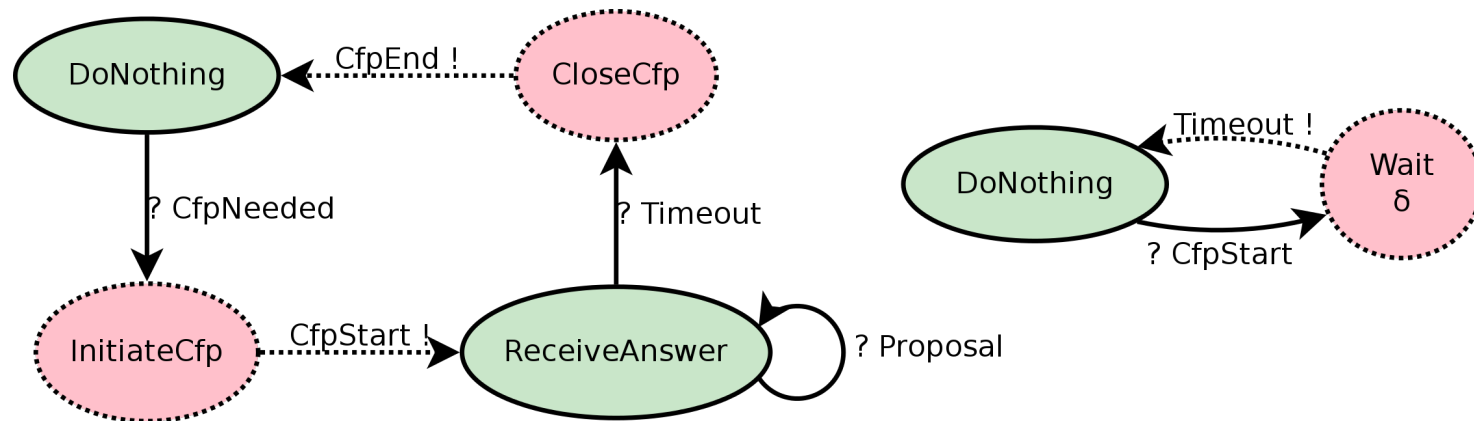 DoNothing
CfpEnd !
CloseCfp
? CfpNeeded
? Timeout
InitiateCfp
CfpStart !
ReceiveAnswer
? Proposal
DoNothing
Timeout !
Wait
δ
? CfpStart